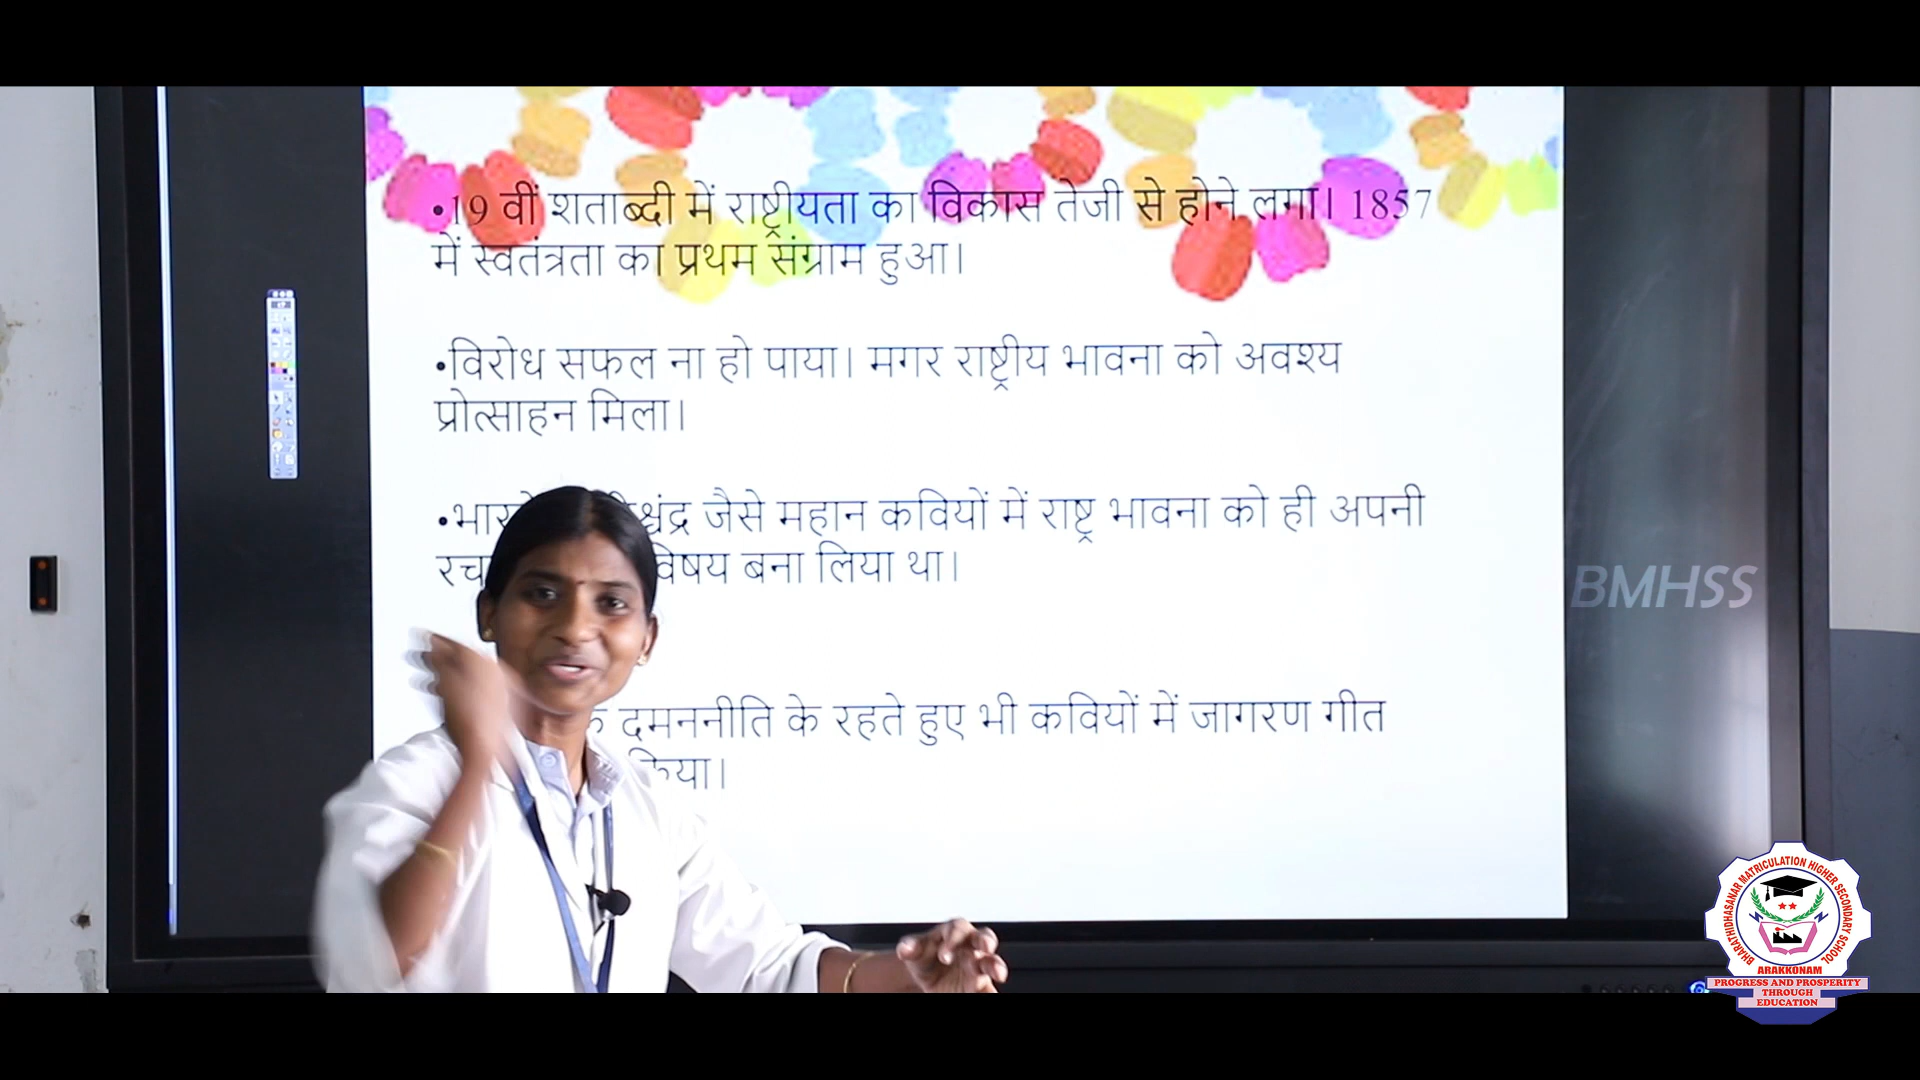 •19 वीं शताब्दी में राष्ट्रीयता का विकास तेजी से होने लगा। 1857
में स्वतंत्रता का प्रथम संग्राम हुआ।
•विरोध सफल ना हो पाया। मगर राष्ट्रीय भावना को अवश्य
प्रोत्साहन मिला।
जैसे महान कवियों में राष्ट्र भावना को ही अपनी
विषय बना लिया था।
दमननीति के रहते हुए भी कवियों में जागरण गीत
BMHSS
BHARATHIDHASANAR MATRICULATION HIGHER SECONDARY SCHOOL
ARAKKONAM
PROGRESS AND PROSPERITY
THROUGH
EDUCATION